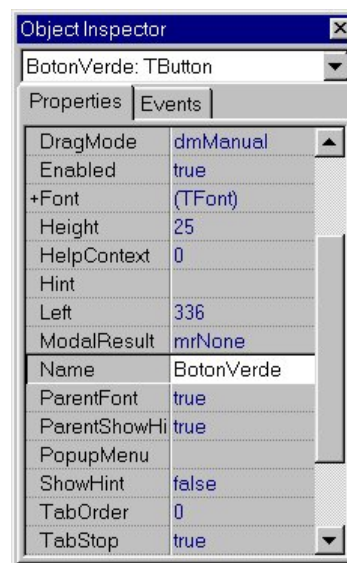 Object Inspector
BotonVerde: TButton
Properties Events
DragMode dmManual
Enabled true
+Font (TFont)
Height 25
HelpContext 0
Hint
Left 336
ModalResult mrNone
Name BotonVerde
ParentFont true
ParentShowHi true
PopupMenu
ShowHint false
TabOrder 0
TabStop true